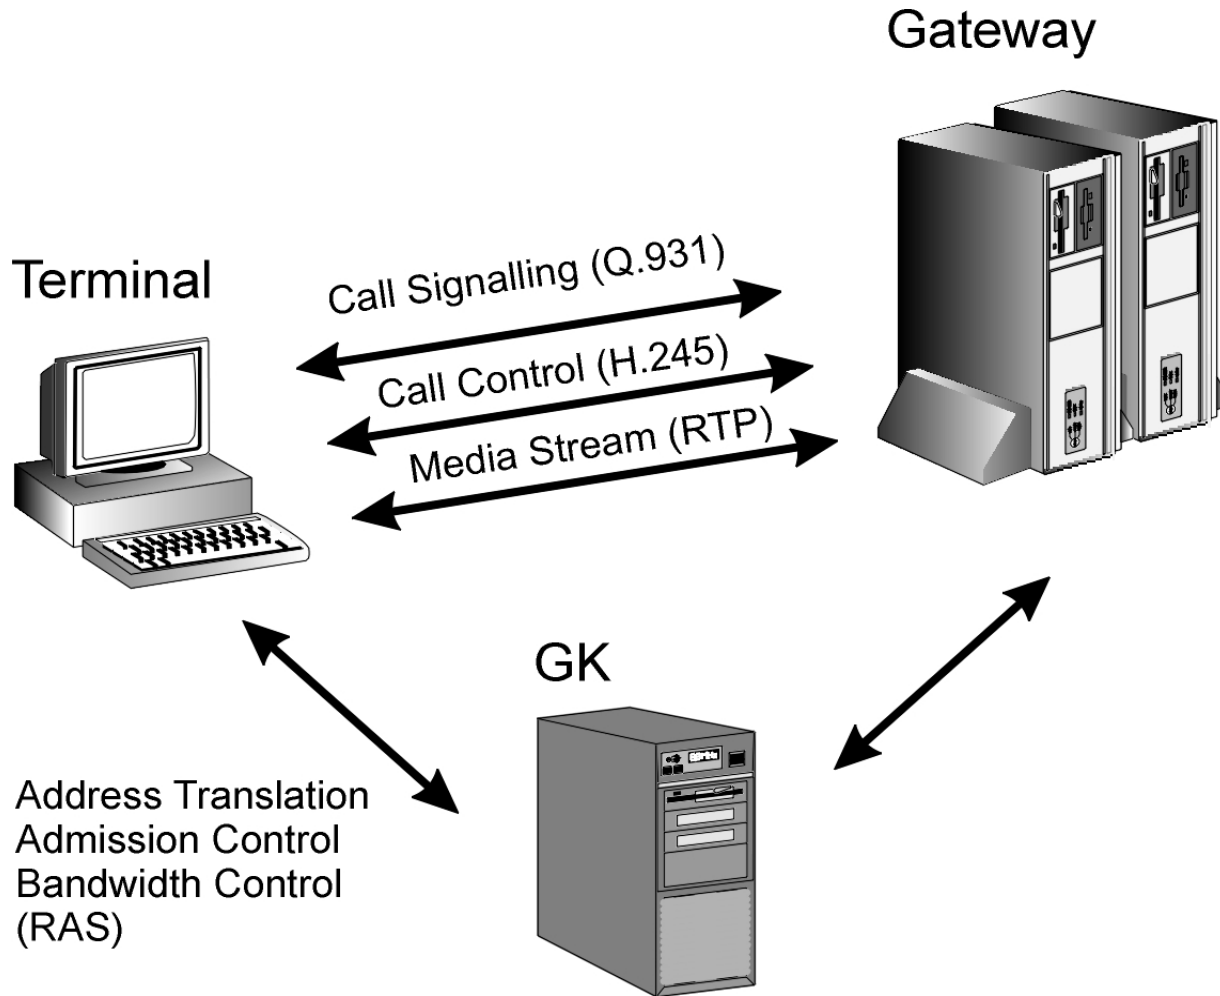 Gateway
Terminal
Call Signalling (Q.931)
Call Control (H.245)
Media Stream (RTP)
GK
Address Translation
Admission Control
Bandwidth Control
(RAS)